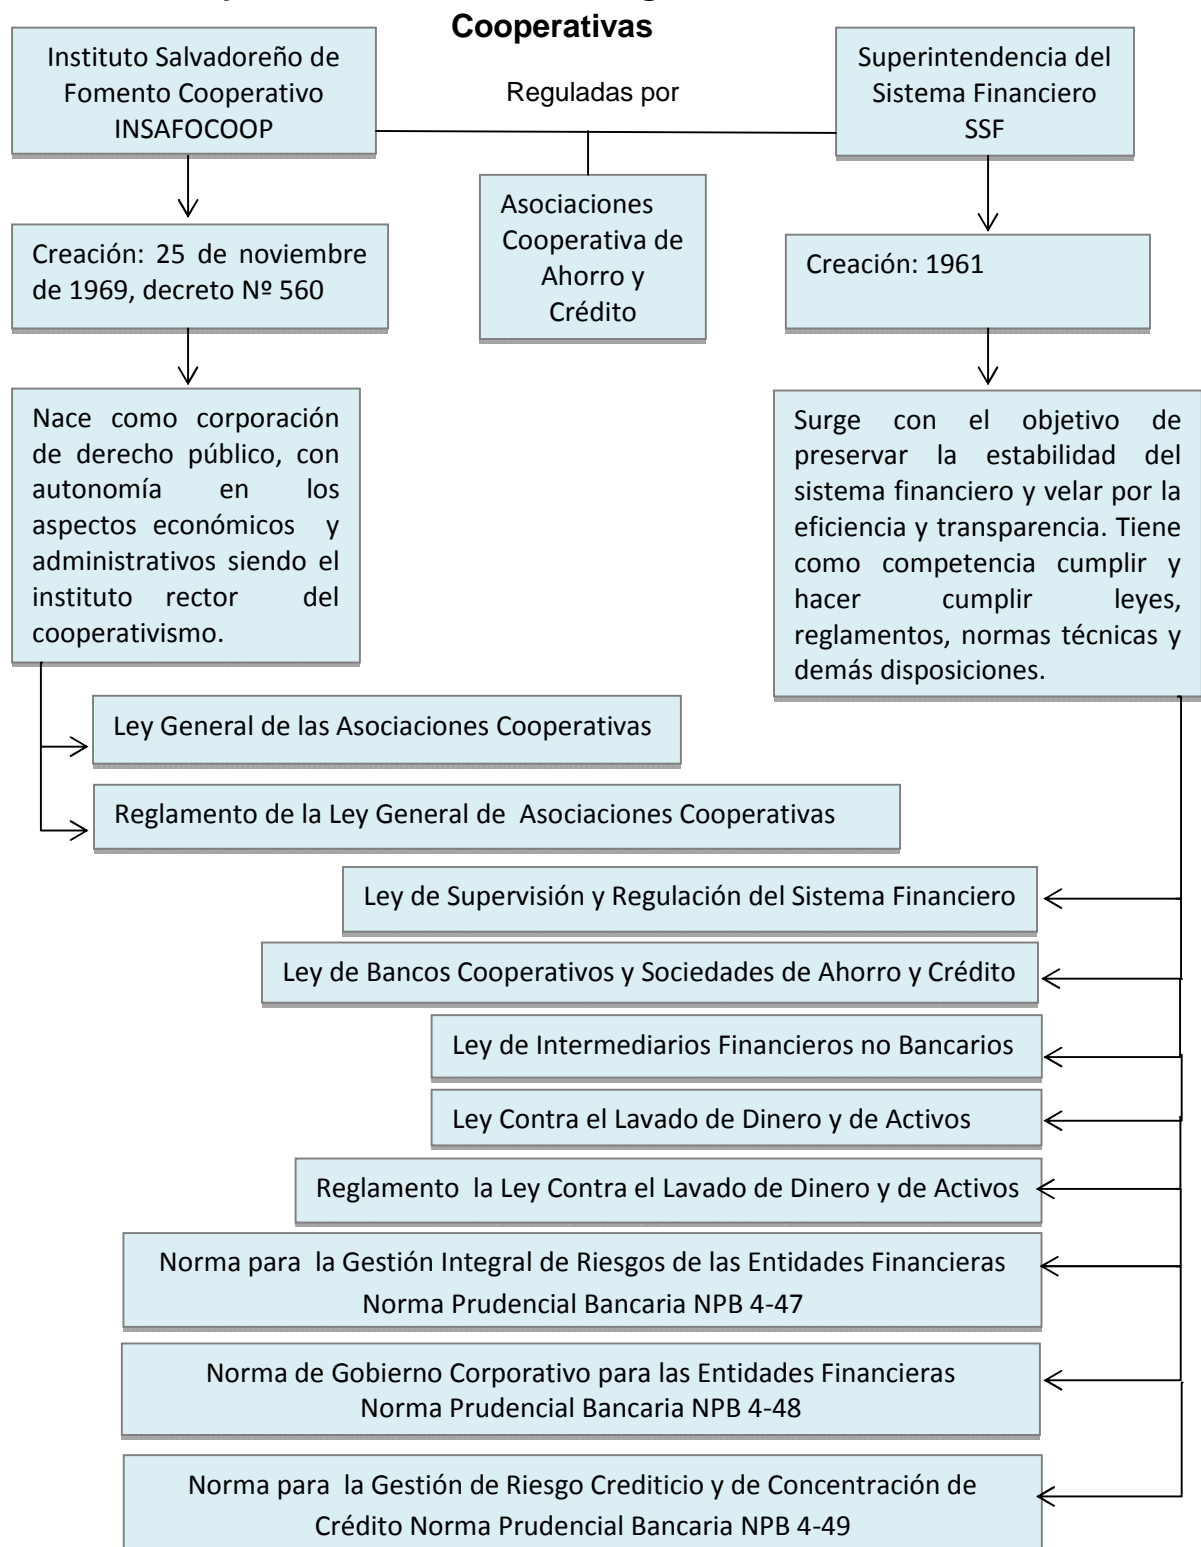 Cooperativas
Instituto Salvadoreño de
Fomento Cooperativo
INSAFOCOOP
Reguladas por
Superintendencia del
Sistema Financiero
SSF
Asociaciones
Cooperativa de
Ahorro y
Crédito
Creación: 25 de noviembre
de 1969, decreto Nº 560
Creación: 1961
Nace como corporación
de derecho público, con
autonomía en los
aspectos económicos y
administrativos siendo el
instituto rector del
cooperativismo.
Surge con el objetivo de
preservar la estabilidad del
sistema financiero y velar por la
eficiencia y transparencia. Tiene
como competencia cumplir y
hacer cumplir leyes,
reglamentos, normas técnicas y
demás disposiciones.
Ley General de las Asociaciones Cooperativas
Reglamento de la Ley General de Asociaciones Cooperativas
Ley de Supervisión y Regulación del Sistema Financiero
Ley de Bancos Cooperativos y Sociedades de Ahorro y Crédito
Ley de Intermediarios Financieros no Bancarios
Ley Contra el Lavado de Dinero y de Activos
Reglamento la Ley Contra el Lavado de Dinero y de Activos
Norma para la Gestión Integral de Riesgos de las Entidades Financieras
Norma Prudencial Bancaria NPB 4-47
Norma de Gobierno Corporativo para las Entidades Financieras
Norma Prudencial Bancaria NPB 4-48
Norma para la Gestión de Riesgo Crediticio y de Concentración de
Crédito Norma Prudencial Bancaria NPB 4-49